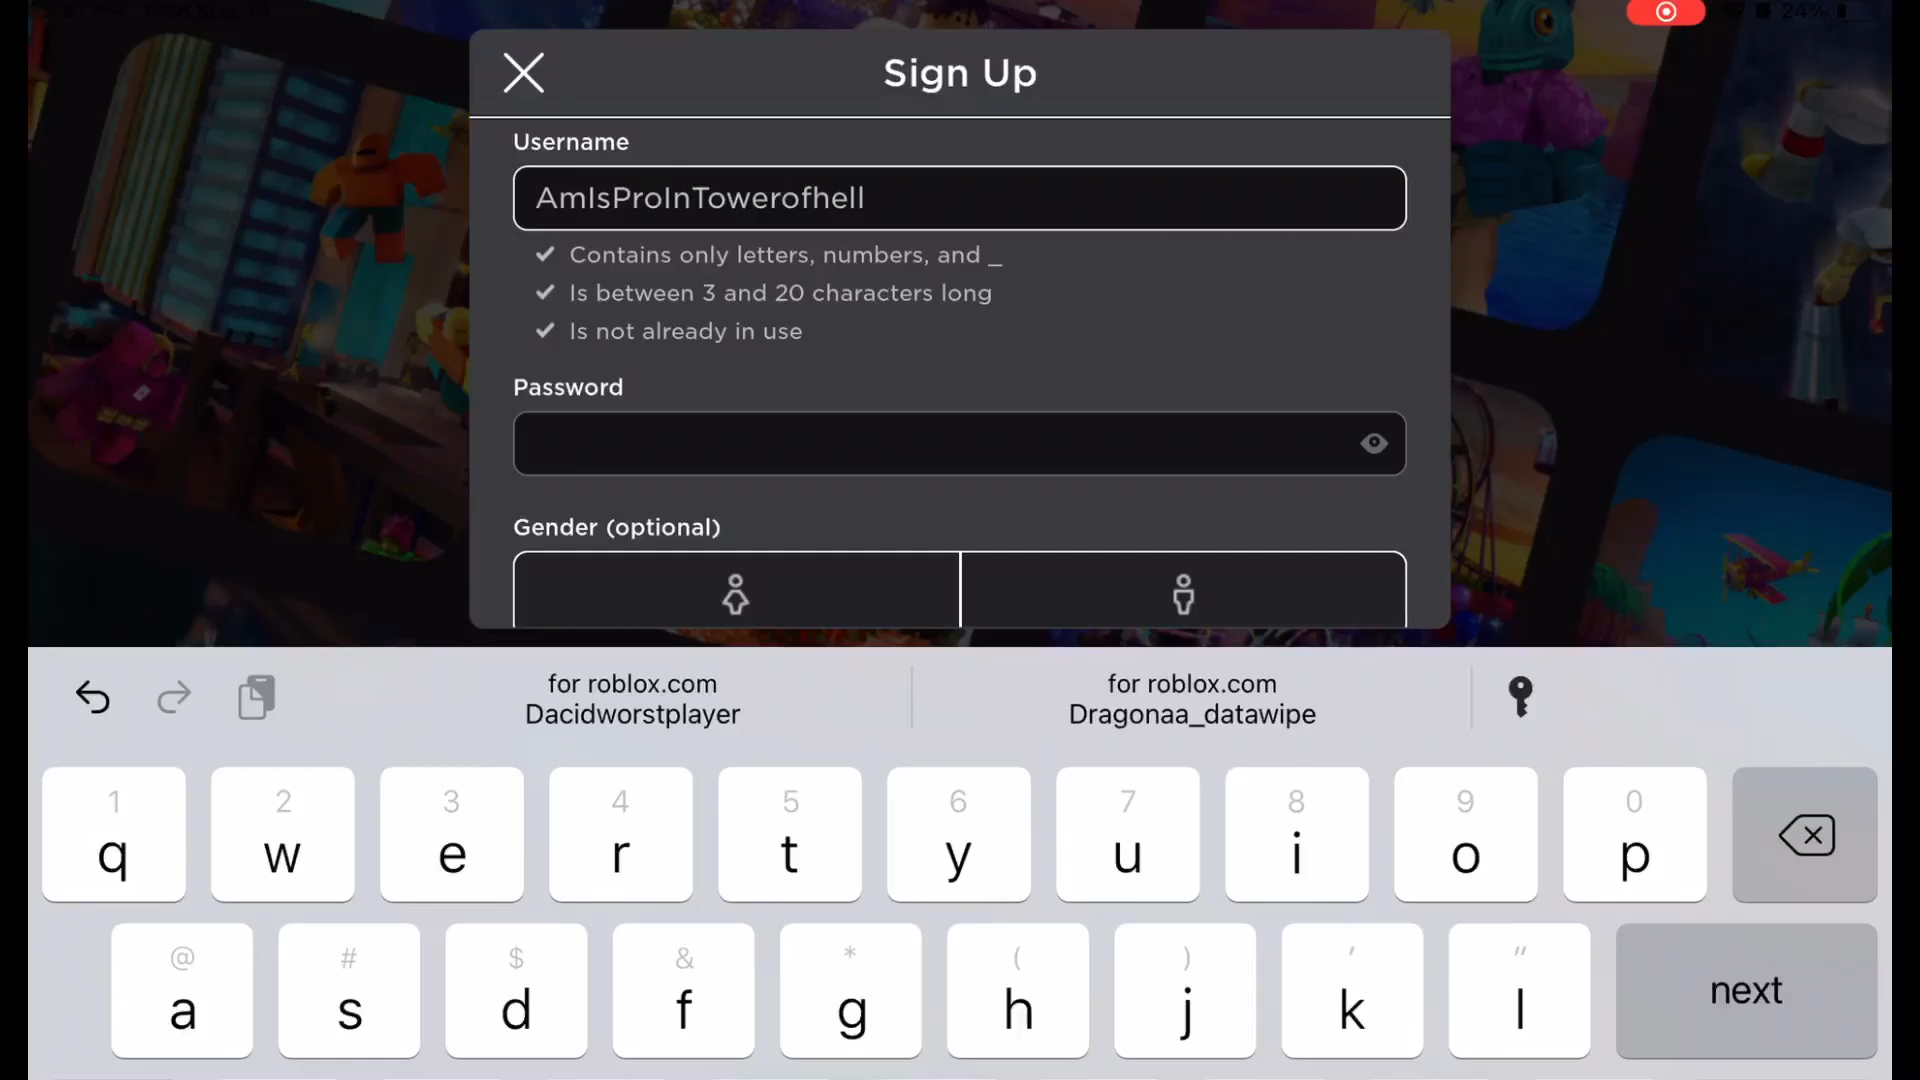 24%
Sign Up
Username
AmIsProInTowerofhell
Contains only letters, numbers, and _
Is between 3 and 20 characters long
Is not already in use
Password
Gender (optional)
for roblox.com
Dacidworstplayer
for roblox.com
Dragonaa_datawipe
1 2 3 4 5 6 7 8 9 0
q w e r t y u i o p
@ # $ & * ( ) ' "
a s d f g h j k l next